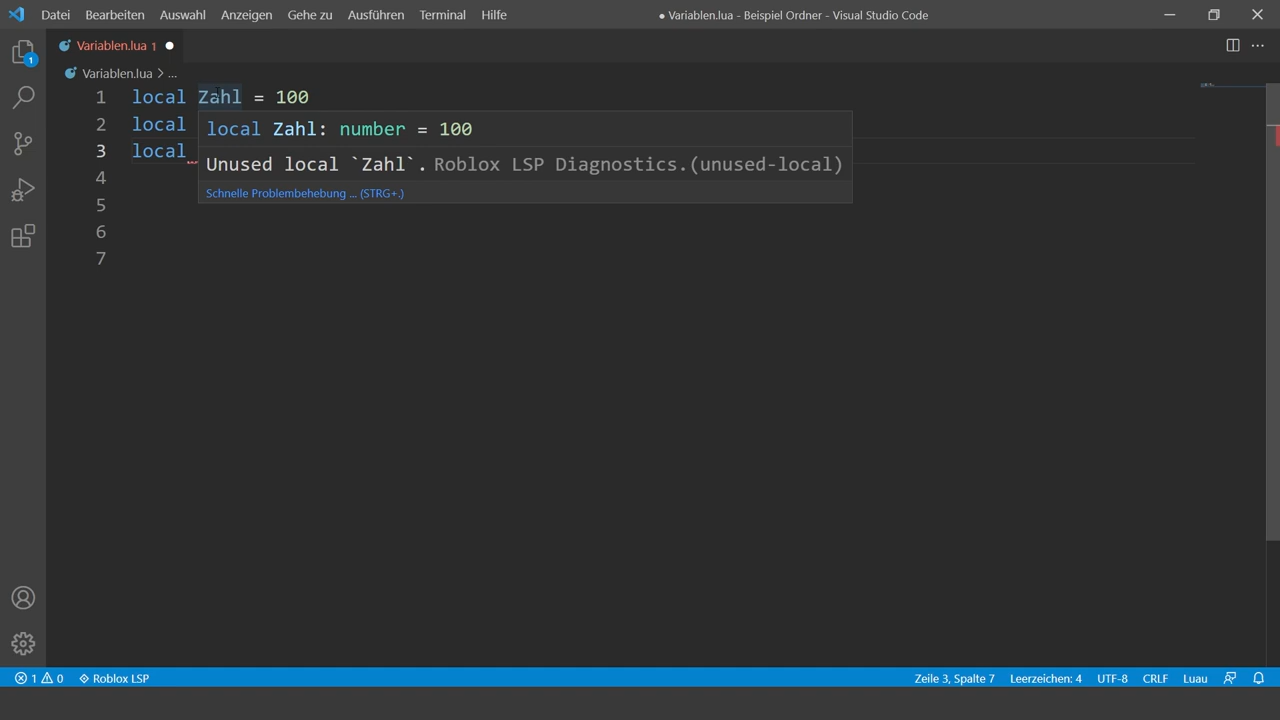 Datei Bearbeiten Auswahl Anzeigen Gehe zu Ausführen Terminal Hilfe ● Variablen.lua - Beispiel Ordner - Visual Studio Code
Variablen.lua 1 ●
Variablen.lua > ...
1
1 local Zahl = 100
2 local
3 local
4
5
6
7
local Zahl: number = 100
Unused local `Zahl`. Roblox LSP Diagnostics.(unused-local)
Schnelle Problembehebung ... (STRG+.)
1 0 Roblox LSP Zeile 3, Spalte 7 Leerzeichen: 4 UTF-8 CRLF Luau